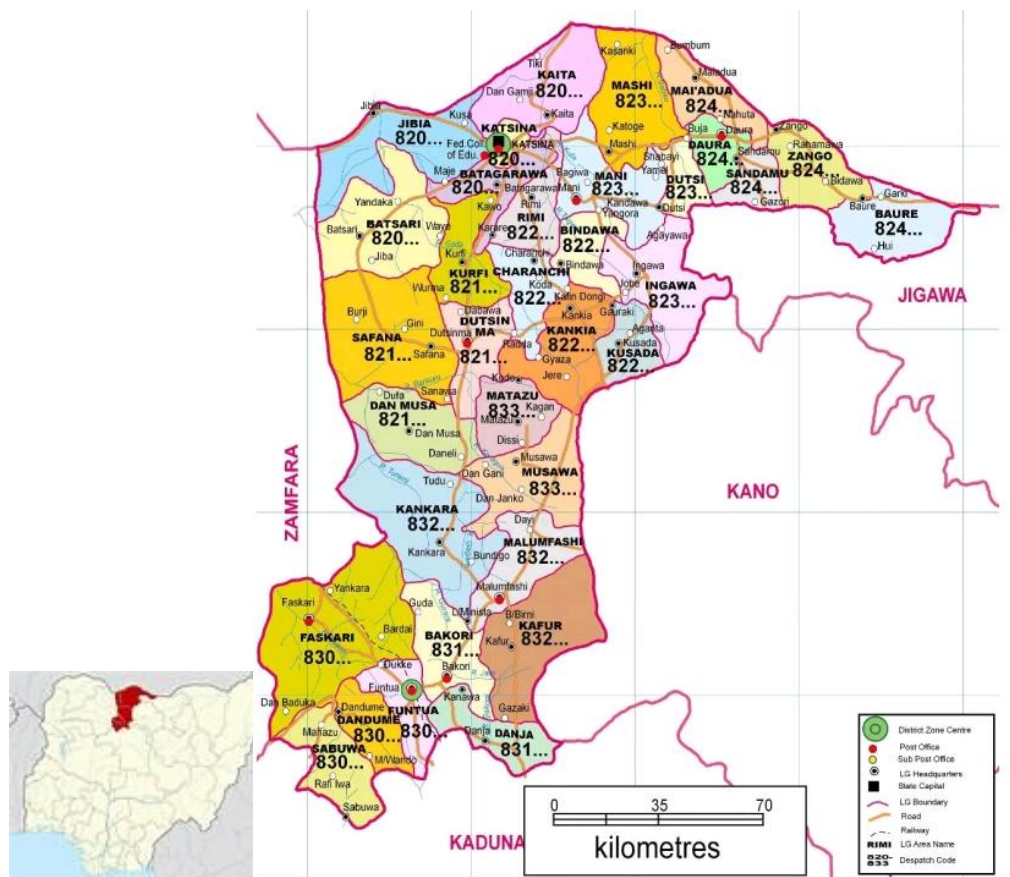 Kasanki
Bumbum
Tiki
KAITA
820...
MASHI
823...
Maiadua
MAI'ADUA
824...
Dan Gamji
Jibia
Kusa
Kaita
KATSINA
Katoge
Nahuta
JIBIA
820...
Fed.Coll
of Edu.
KATSINA
820...
Mashi
Buja
Daura
DAURA
824...
Zango
Rahamawa
ZANGO
824...
Sandamu
SANDAMU
824...
Shabayi
Yamel
DUTSI
823...
Maje
BATAGARAWA
820...
Bagiwa
MANI
823...
Mani
Bidawa
Garki
Yandaka
Kawo
Rimi
RIMI
822...
Kandawa
Yangora
Dutsi
Gazori
Baure
BAURE
824...
BATSARI
820...
Batsari
Waye
Kararei
BINDAWA
822...
Agayawa
Hui
Jiba
Kurfi
KURFI
821...
Charanchi
CHARANCHI
822...
Bindawa
Koda
Ingawa
INGAWA
823...
Jobe
JIGAWA
Wurma
Kafin Dongi
Gauraki
Burji
Gini
Dabawa
DUTSIN
MA
821...
Dutsinma
Kankia
KANKIA
822...
Aganta
Kusada
KUSADA
822...
SAFANA
821...
Safana
Radda
Gyaza
Kodo
Jere
Sanawa
Dufa
DAN MUSA
821...
Dan Musa
MATAZU
833...
Matazu
Kagan
Dissi
Daneli
Musawa
MUSAWA
833...
Dan Gani
Tudu
Dan Janko
ZAMFARA
KANO
KANKARA
832...
Kankara
Dayi
MALUMFASHI
832...
Bundigo
Malumfashi
Yankara
Faskari
FASKARI
830...
Guda
L/Minista
B/Birni
KAFUR
832...
Kafur
Bardai
BAKORI
831...
Bakori
Dukke
Funtua
Kanawa
Dan Baduka
Dandume
DANDUME
830...
FUNTUA
830...
Gazaki
Danja
DANJA
831...
Mahazu
SABUWA
830...
M/Wando
Rafi Iwa
Sabuwa
KADUNA
0 35 70
kilometres
District Zone Centre
Post Office
Sub Post Office
LG Headquarters
State Capital
LG Boundary
Road
Railway
RIMI LG Area Name
820-
833 Despatch Code